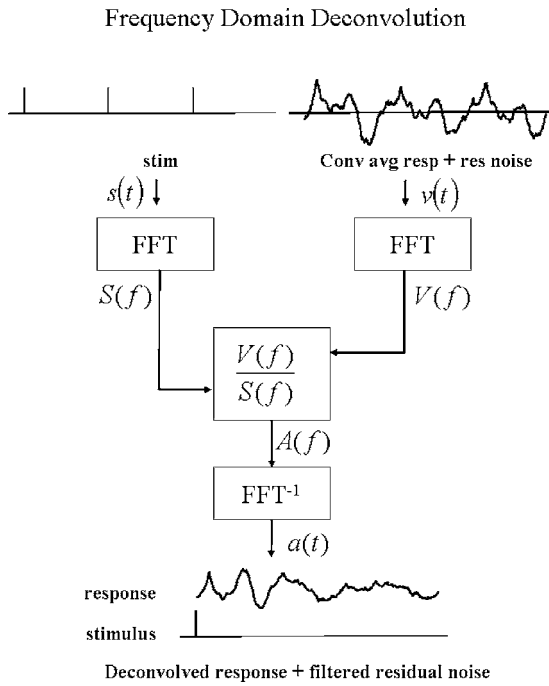 Frequency Domain Deconvolution
stim
Conv avg resp + res noise
s(t)
v(t)
FFT
FFT
S(f)
V(f)
V(f)
S(f)
A(f)
FFT⁻¹
a(t)
response
stimulus
Deconvolved response + filtered residual noise